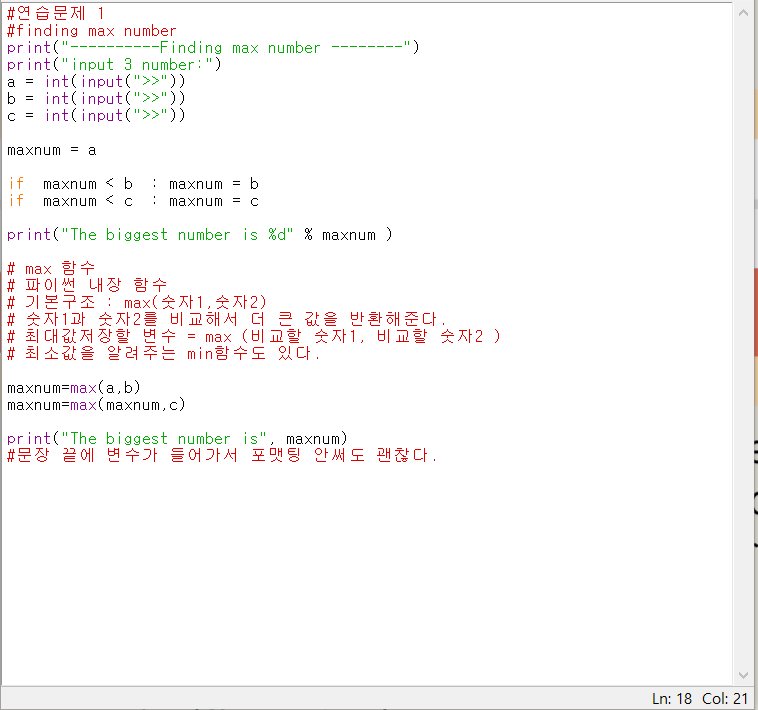 #연습문제 1
#finding max number
print("----------Finding max number --------")
print("input 3 number:")
a = int(input(">>"))
b = int(input(">>"))
c = int(input(">>"))
maxnum = a
if  maxnum < b  : maxnum = b
if  maxnum < c  : maxnum = c
print("The biggest number is %d" % maxnum )
# max 함수
# 파이썬 내장 함수
# 기본구조 : max(숫자1,숫자2)
# 숫자1과 숫자2를 비교해서 더 큰 값을 반환해준다.
# 최대값저장할 변수 = max (비교할 숫자1, 비교할 숫자2 )
# 최소값을 알려주는 min함수도 있다.
maxnum=max(a,b)
maxnum=max(maxnum,c)
print("The biggest number is", maxnum)
#문장 끝에 변수가 들어가서 포맷팅 안써도 괜찮다.
Ln: 18 Col: 21